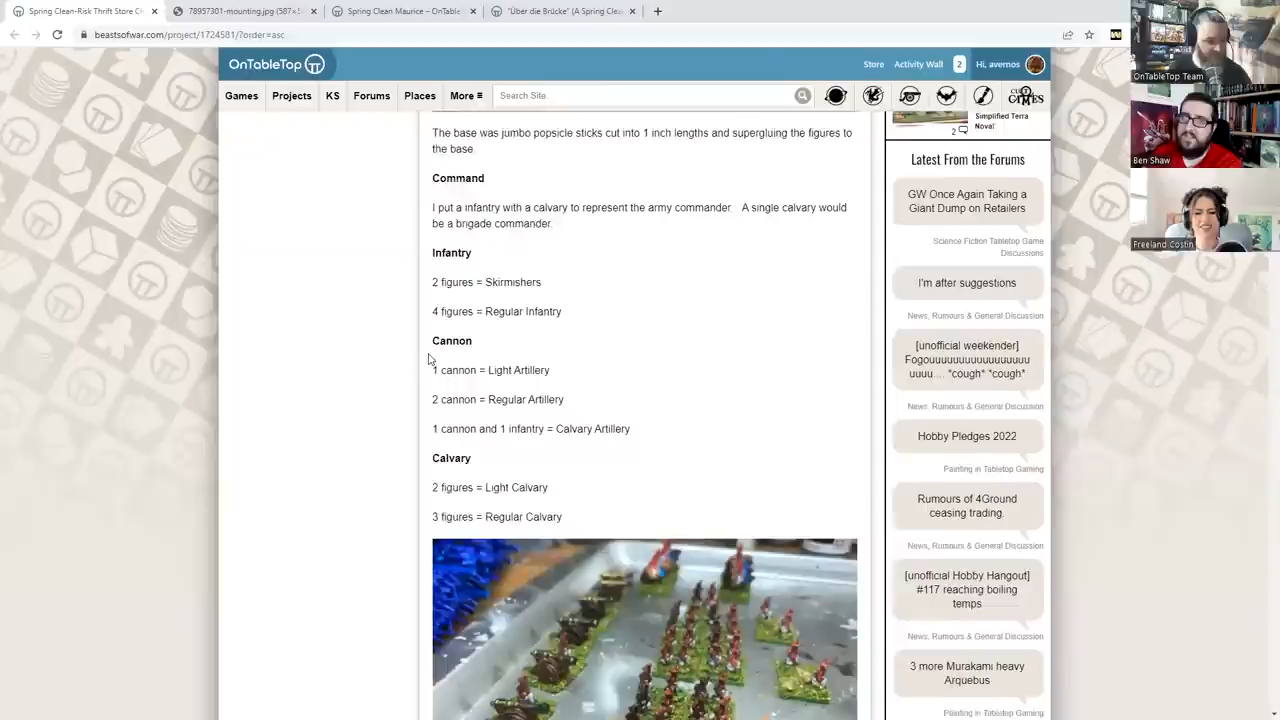 Spring Clean-Risk Thrift Store C
78957301-mounting.jpg (587×5
Spring Clean Maurice – OnTable
"Über die Brücke" (A Spring Clea
beastsofwar.com/project/1724581/?order=asc
OnTableTop
Store
Activity Wall
2
Hi, avernos
Games
Projects
KS
Forums
Places
More ≡
Search Site
GAMES
The base was jumbo popsicle sticks cut into 1 inch lengths and supergluing the figures to
the base
Command
I put a infantry with a calvary to represent the army commander. A single calvary would
be a brigade commander.
Infantry
2 figures = Skirmishers
4 figures = Regular Infantry
Cannon
1 cannon = Light Artillery
2 cannon = Regular Artillery
1 cannon and 1 infantry = Calvary Artillery
Calvary
2 figures = Light Calvary
3 figures = Regular Calvary
Simplified Terra
Nova!
2
Latest From the Forums
GW Once Again Taking a
Giant Dump on Retailers
Science Fiction Tabletop Game
Discussions
I'm after suggestions
News, Rumours & General Discussion
[unofficial weekender]
Fogouuuuuuuuuuuuuuuuu
uuuu.... *cough* *cough*
News, Rumours & General Discussion
Hobby Pledges 2022
Painting in Tabletop Gaming
Rumours of 4Ground
ceasing trading.
News, Rumours & General Discussion
[unofficial Hobby Hangout]
#117 reaching boiling
temps
News, Rumours & General Discussion
3 more Murakami heavy
Arquebus
Painting in Tabletop Gaming
OnTableTop Team
Ben Shaw
Freeland Costin